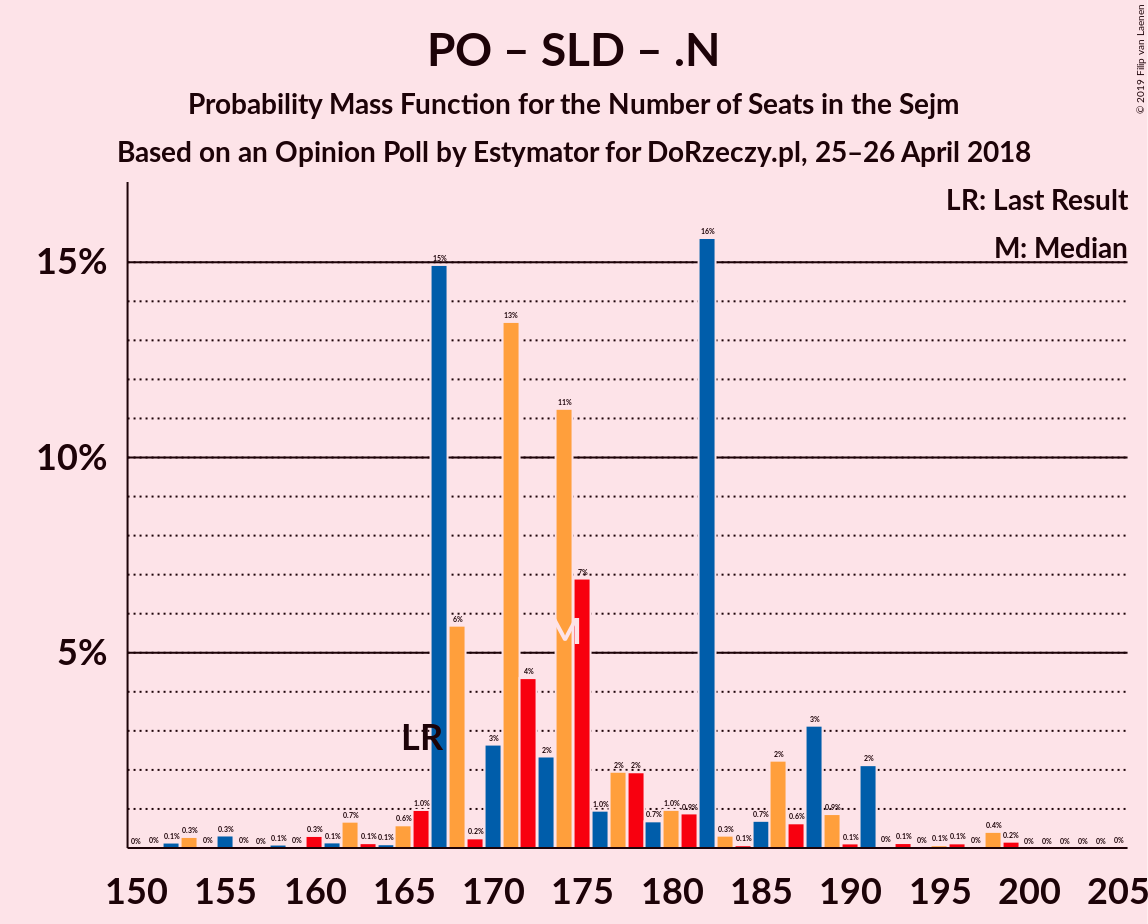 PO – SLD – .N
Probability Mass Function for the Number of Seats in the Sejm
Based on an Opinion Poll by Estymator for DoRzeczy.pl, 25–26 April 2018
© 2019 Filip van Laenen
LR: Last Result
M: Median
15%
10%
5%
0% 0% 0.1% 0.3% 0% 0.3% 0% 0% 0.1% 0% 0.3% 0.1% 0.7% 0.1% 0.1% 0.6% 1.0% 15% 6% 0.2% 3% 13% 4% 2% 11% 7% 1.0% 2% 2% 0.7% 1.0% 0.9% 16% 0.3% 0.1% 0.7% 2% 0.6% 3% 0.9% 0.1% 2% 0% 0.1% 0% 0.1% 0.1% 0% 0.4% 0.2% 0% 0% 0% 0% 0% 0%
M
LR
150 155 160 165 170 175 180 185 190 195 200 205